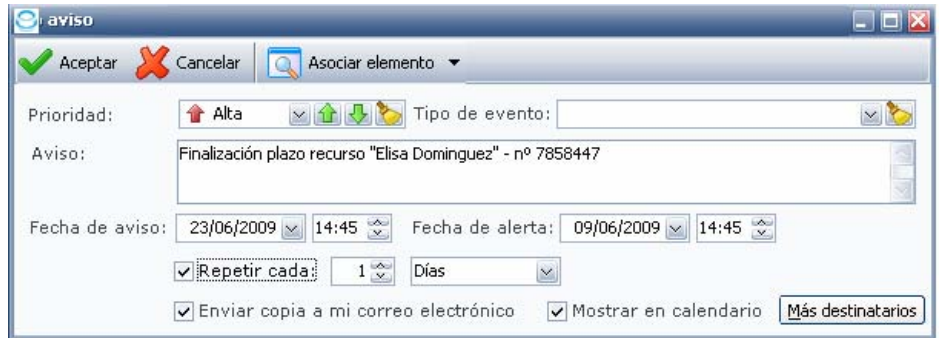 aviso
Aceptar Cancelar Asociar elemento
Prioridad: Alta Tipo de evento:
Aviso: Finalización plazo recurso "Elisa Dominguez" - nº 7858447
Fecha de aviso: 23/06/2009 14:45 Fecha de alerta: 09/06/2009 14:45
Repetir cada: 1 Días
Enviar copia a mi correo electrónico Mostrar en calendario Más destinatarios